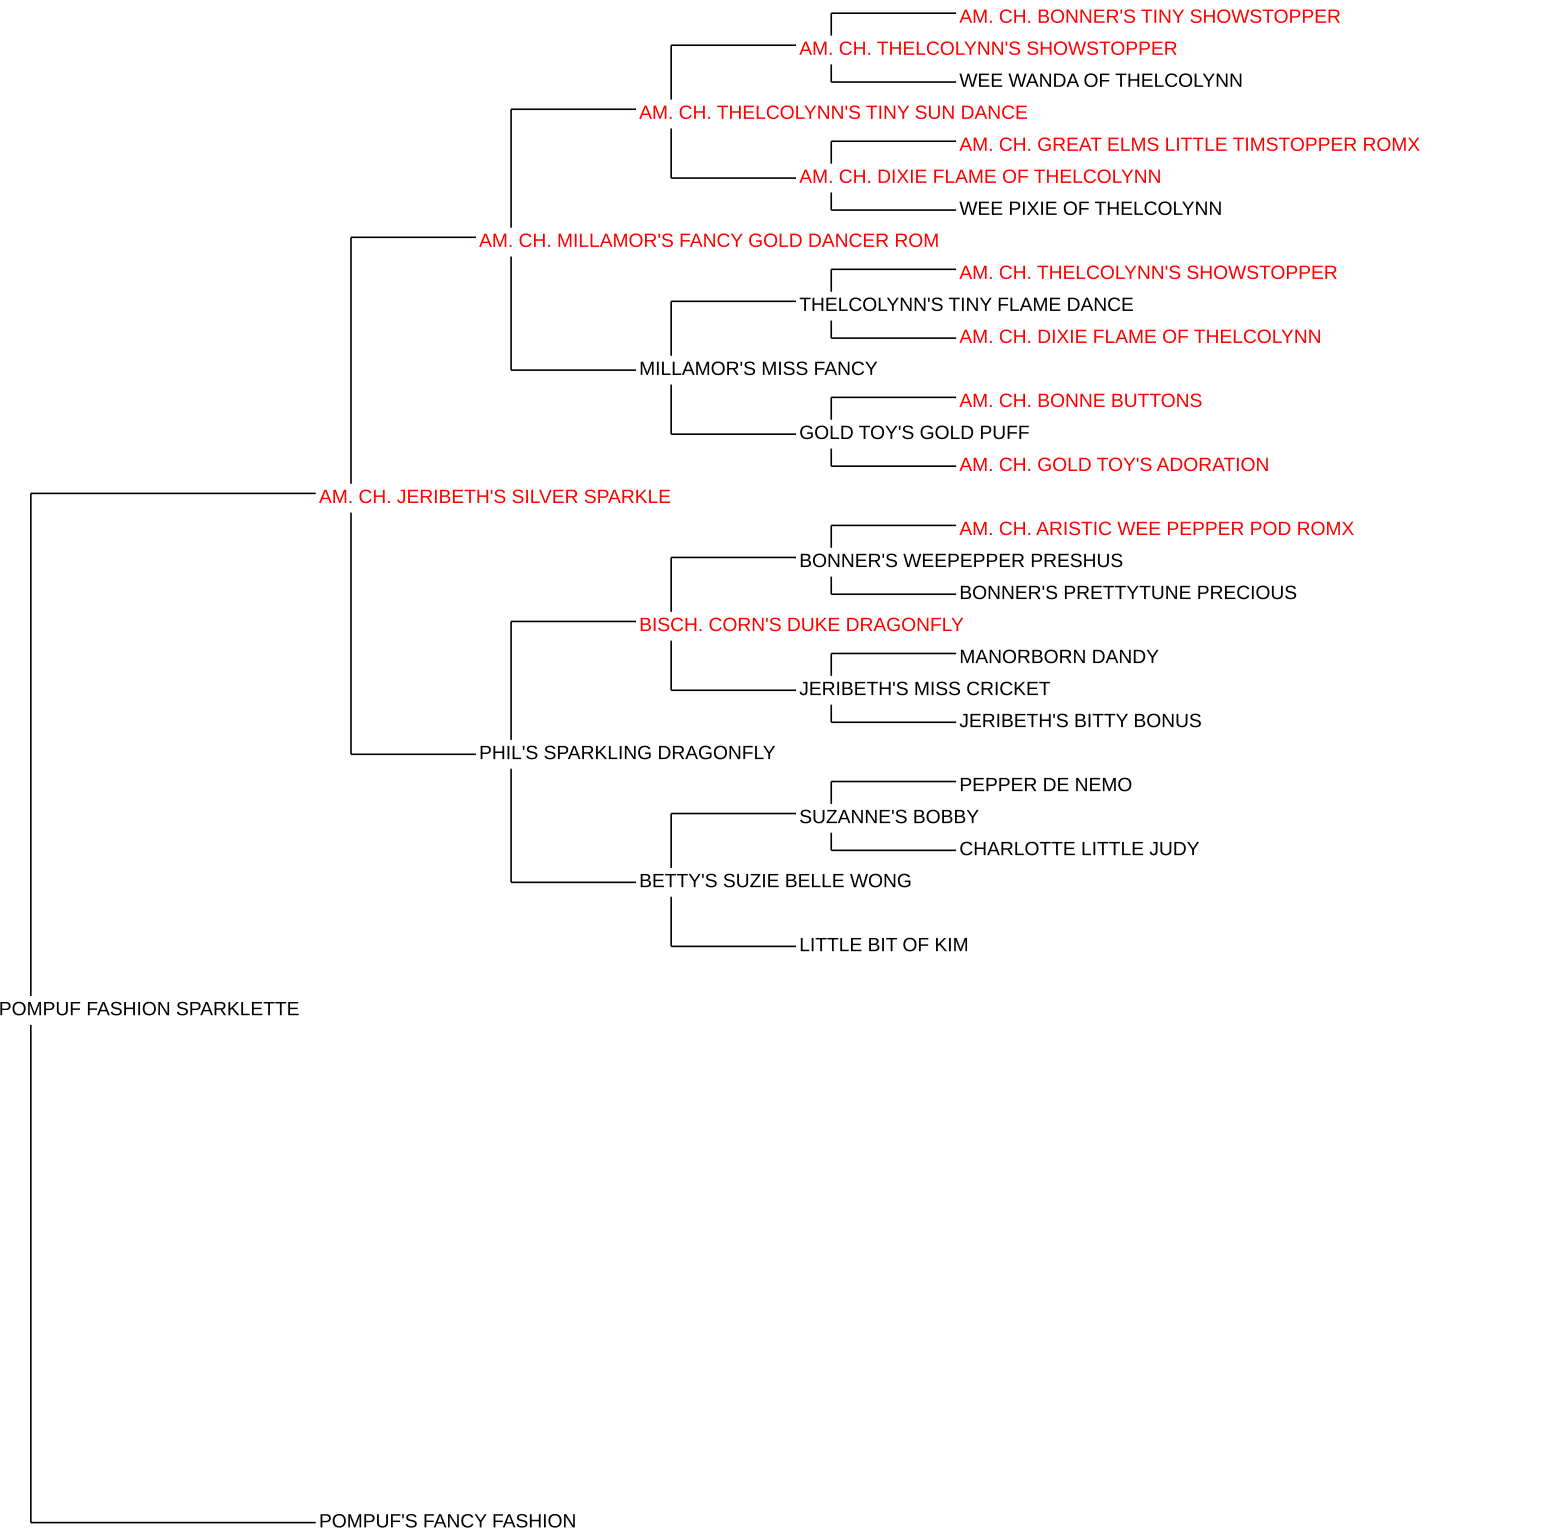 AM. CH. BONNER'S TINY SHOWSTOPPER
AM. CH. THELCOLYNN'S SHOWSTOPPER
WEE WANDA OF THELCOLYNN
AM. CH. THELCOLYNN'S TINY SUN DANCE
AM. CH. GREAT ELMS LITTLE TIMSTOPPER ROMX
AM. CH. DIXIE FLAME OF THELCOLYNN
WEE PIXIE OF THELCOLYNN
AM. CH. MILLAMOR'S FANCY GOLD DANCER ROM
AM. CH. THELCOLYNN'S SHOWSTOPPER
THELCOLYNN'S TINY FLAME DANCE
AM. CH. DIXIE FLAME OF THELCOLYNN
MILLAMOR'S MISS FANCY
AM. CH. BONNE BUTTONS
GOLD TOY'S GOLD PUFF
AM. CH. GOLD TOY'S ADORATION
AM. CH. JERIBETH'S SILVER SPARKLE
AM. CH. ARISTIC WEE PEPPER POD ROMX
BONNER'S WEEPEPPER PRESHUS
BONNER'S PRETTYTUNE PRECIOUS
BISCH. CORN'S DUKE DRAGONFLY
MANORBORN DANDY
JERIBETH'S MISS CRICKET
JERIBETH'S BITTY BONUS
PHIL'S SPARKLING DRAGONFLY
PEPPER DE NEMO
SUZANNE'S BOBBY
CHARLOTTE LITTLE JUDY
BETTY'S SUZIE BELLE WONG
LITTLE BIT OF KIM
POMPUF FASHION SPARKLETTE
POMPUF'S FANCY FASHION